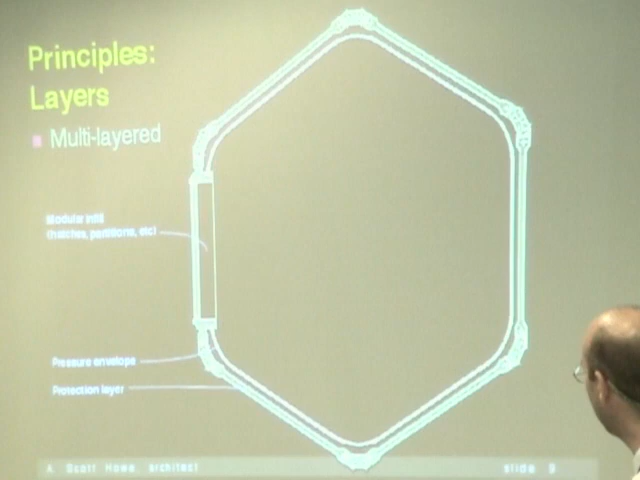 Principles:
Layers
Multi-layered
Modular infill
(hatches, partitions, etc)
Pressure envelope
Protection layer
A. Scott Howe, architect
slide 9